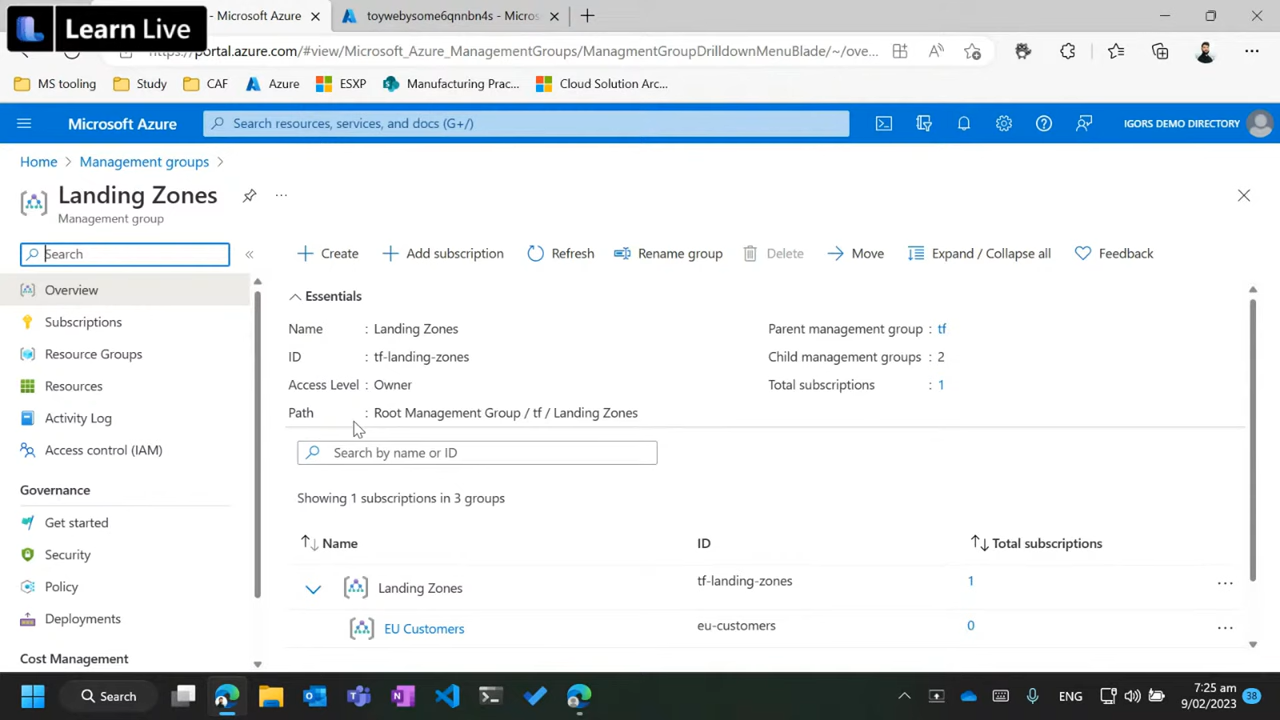 Learn Live
- Microsoft Azure
toywebysome6qnnbn4s - Micros
https://portal.azure.com/#view/Microsoft_Azure_ManagementGroups/ManagmentGroupDrilldownMenuBlade/~/ove...
MS tooling
Study
CAF
Azure
ESXP
Manufacturing Prac...
Cloud Solution Arc...
Microsoft Azure
Search resources, services, and docs (G+/)
IGORS DEMO DIRECTORY
Home > Management groups >
Landing Zones
Management group
Search
Create
Add subscription
Refresh
Rename group
Delete
Move
Expand / Collapse all
Feedback
Overview
Subscriptions
Resource Groups
Resources
Activity Log
Access control (IAM)
Governance
Get started
Security
Policy
Deployments
Cost Management
Essentials
Name : Landing Zones
ID : tf-landing-zones
Access Level : Owner
Path : Root Management Group / tf / Landing Zones
Parent management group : tf
Child management groups : 2
Total subscriptions : 1
Search by name or ID
Showing 1 subscriptions in 3 groups
Name ID Total subscriptions
Landing Zones tf-landing-zones 1 ...
EU Customers eu-customers 0 ...
Search
ENG
7:25 am
9/02/2023
38